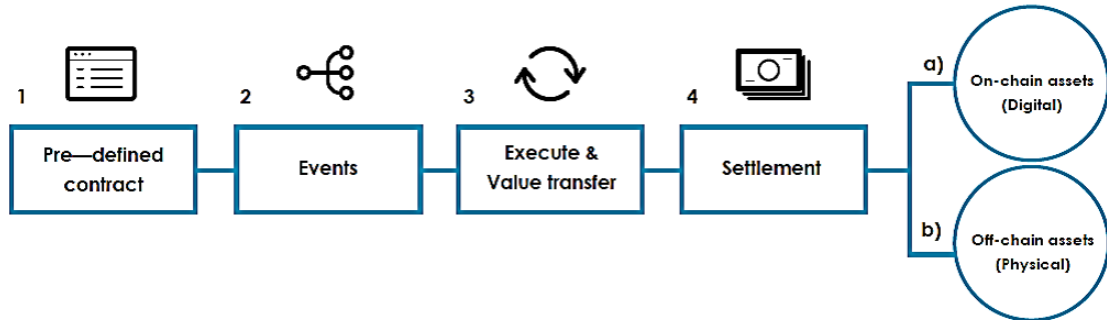 1
Pre—defined
contract
2
Events
3
Execute &
Value transfer
4
Settlement
a)
On-chain assets
(Digital)
b)
Off-chain assets
(Physical)